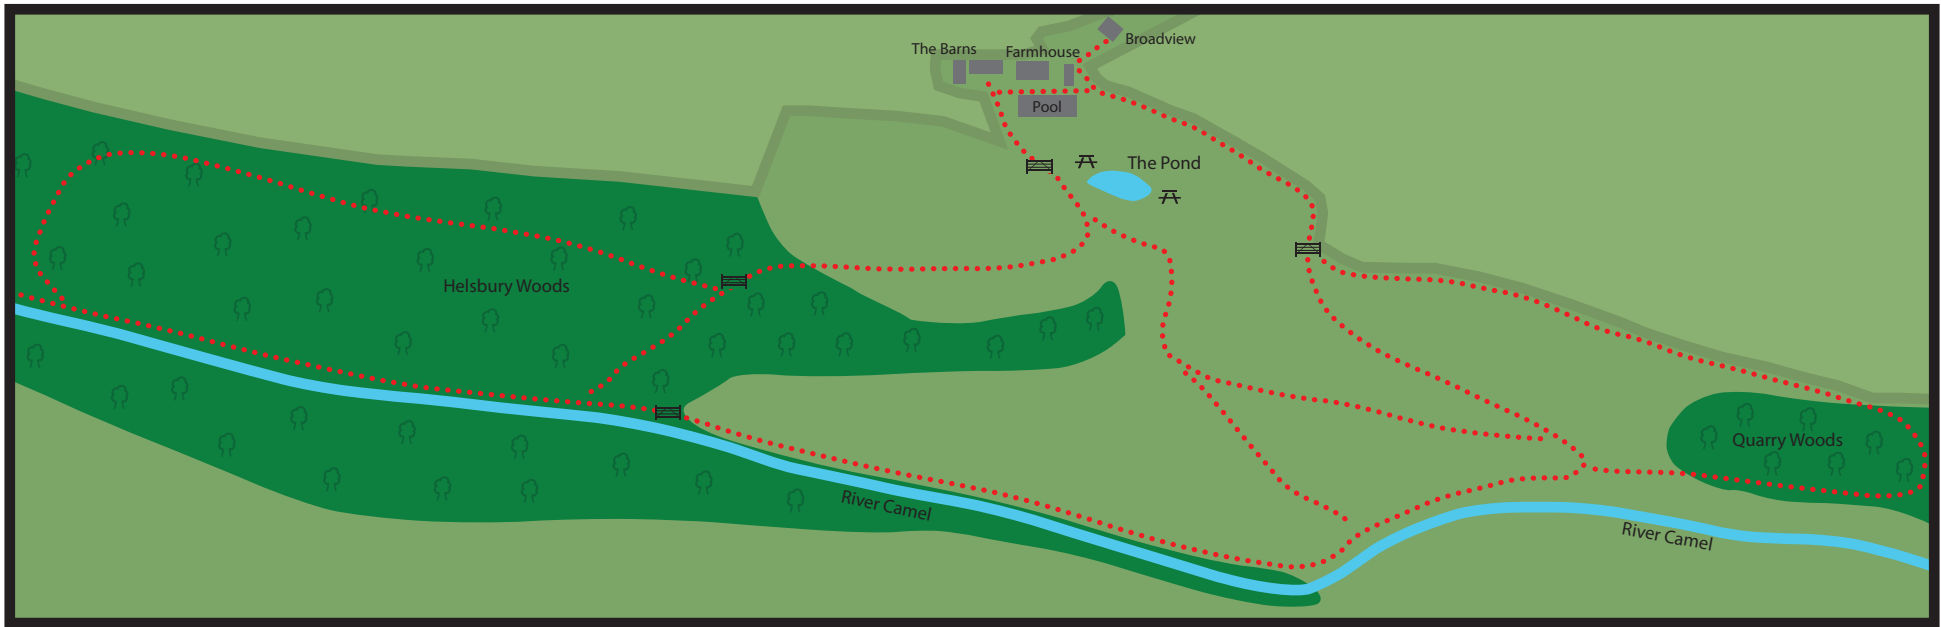 Broadview
The Barns
Farmhouse
Pool
The Pond
Helsbury Woods
Quarry Woods
River Camel
River Camel